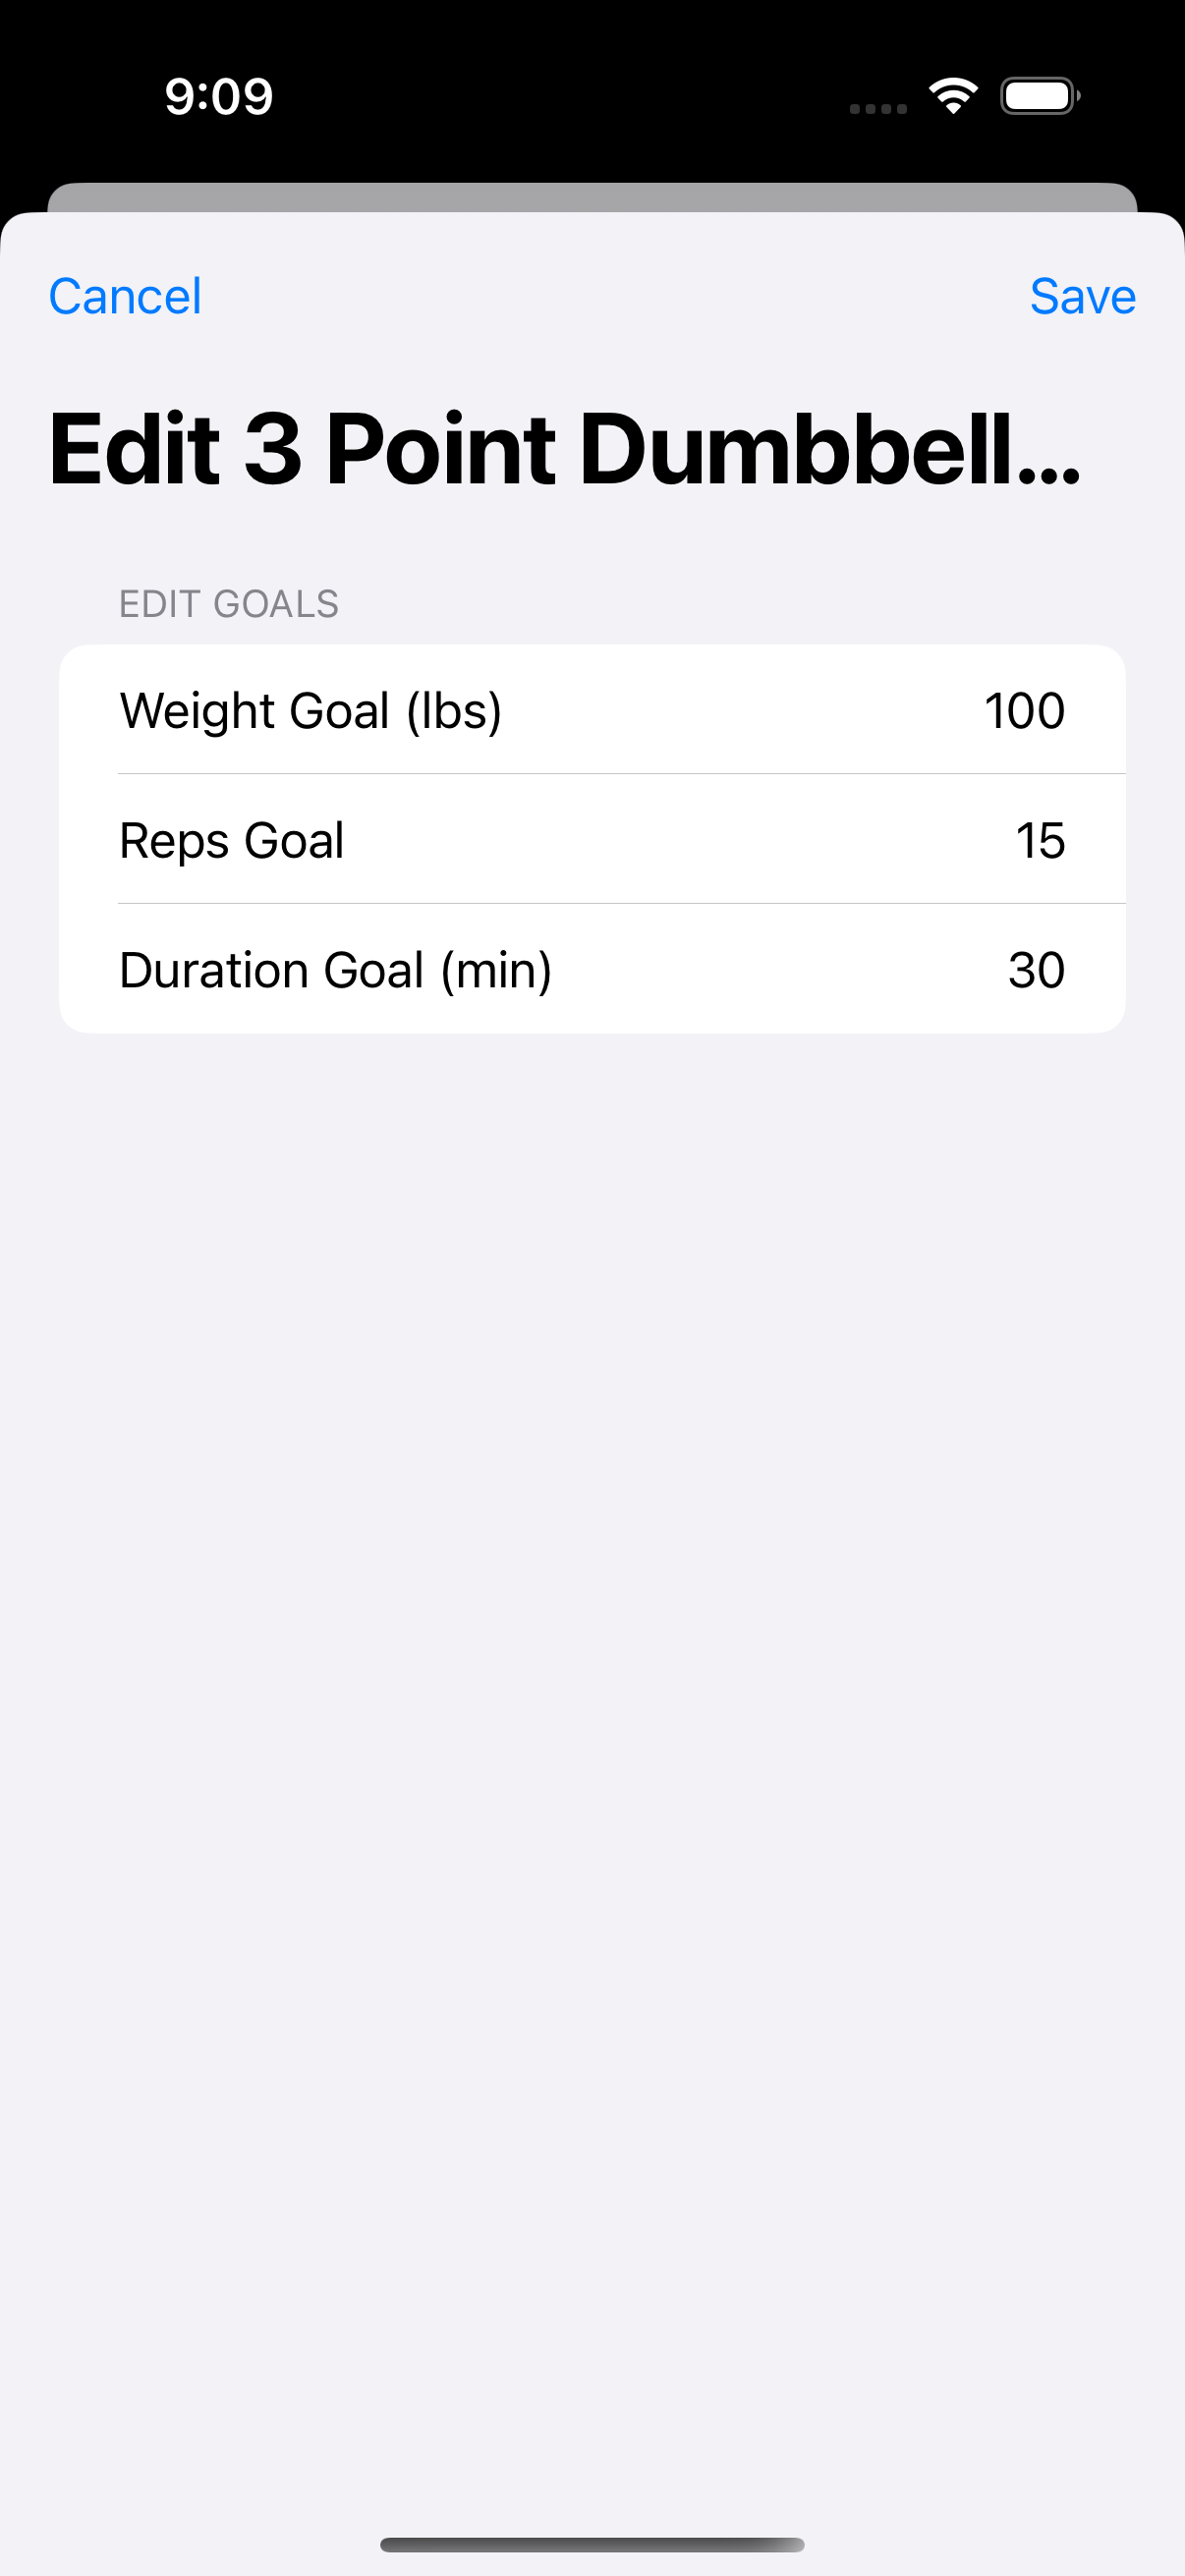 9:09
Cancel Save
Edit 3 Point Dumbbell...
EDIT GOALS
Weight Goal (lbs) 100
Reps Goal 15
Duration Goal (min) 30